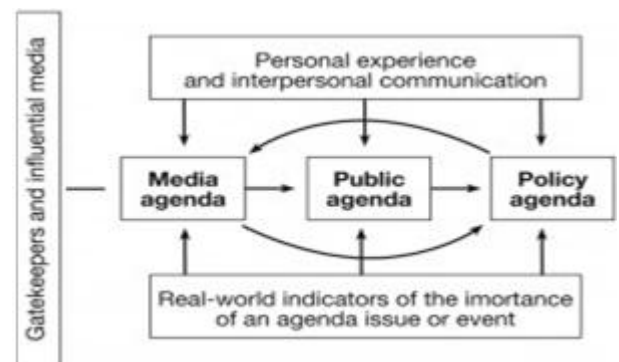 Gatekeepers and influential media
Personal experience
and interpersonal communication
Media
agenda
Public
agenda
Policy
agenda
Real-world indicators of the imortance
of an agenda issue or event